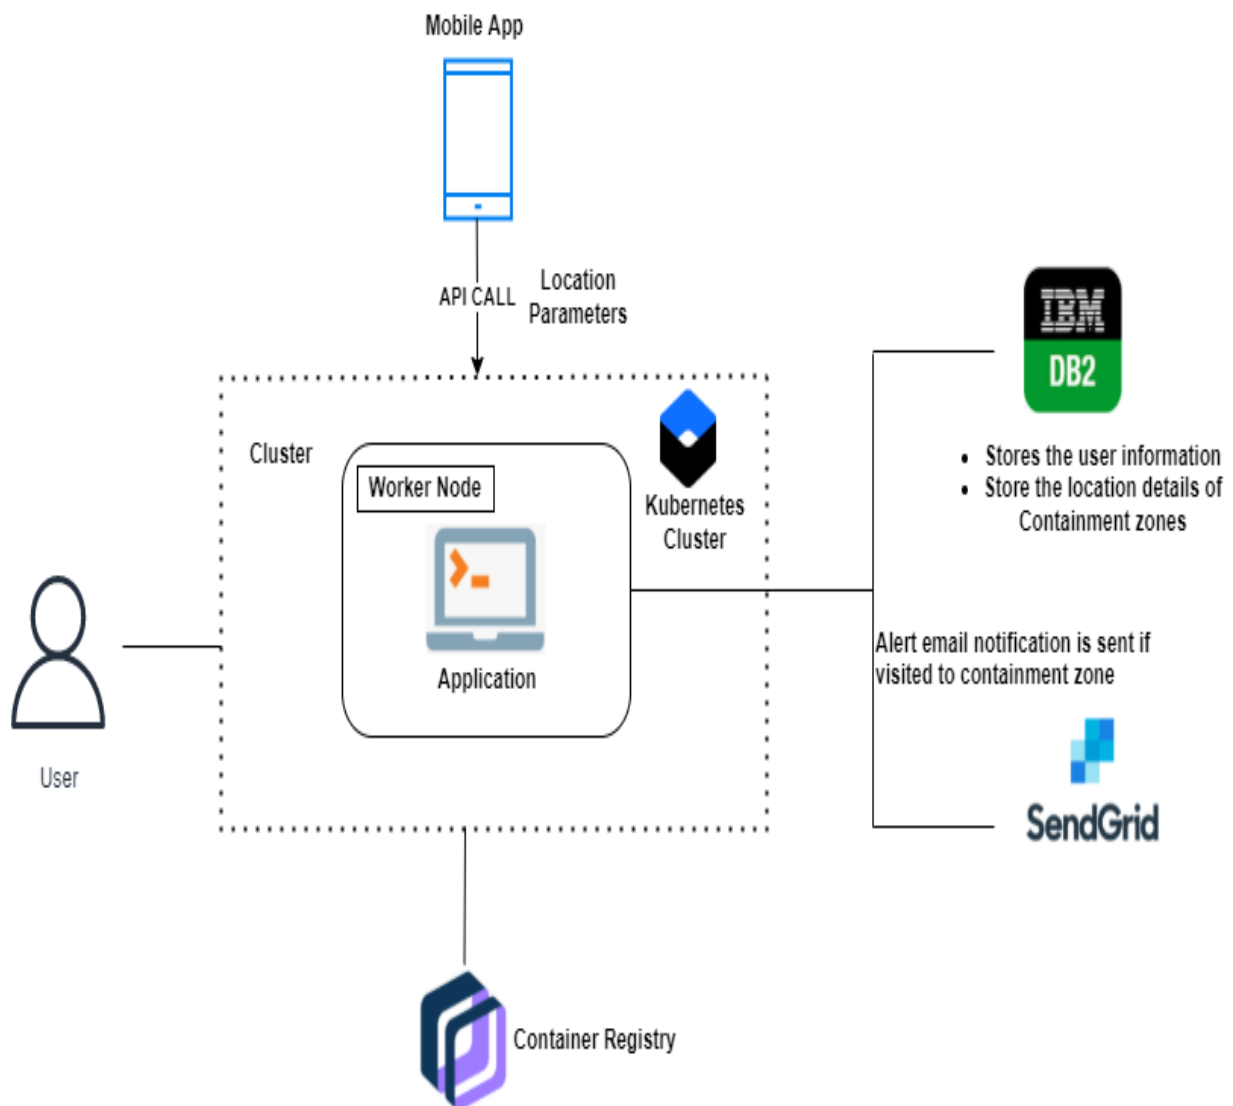 Mobile App
API CALL
Location
Parameters
IBM
DB2
Cluster
Worker Node
Kubernetes
Cluster
• Stores the user information
• Store the location details of
Containment zones
Application
Alert email notification is sent if
visited to containment zone
User
SendGrid
Container Registry